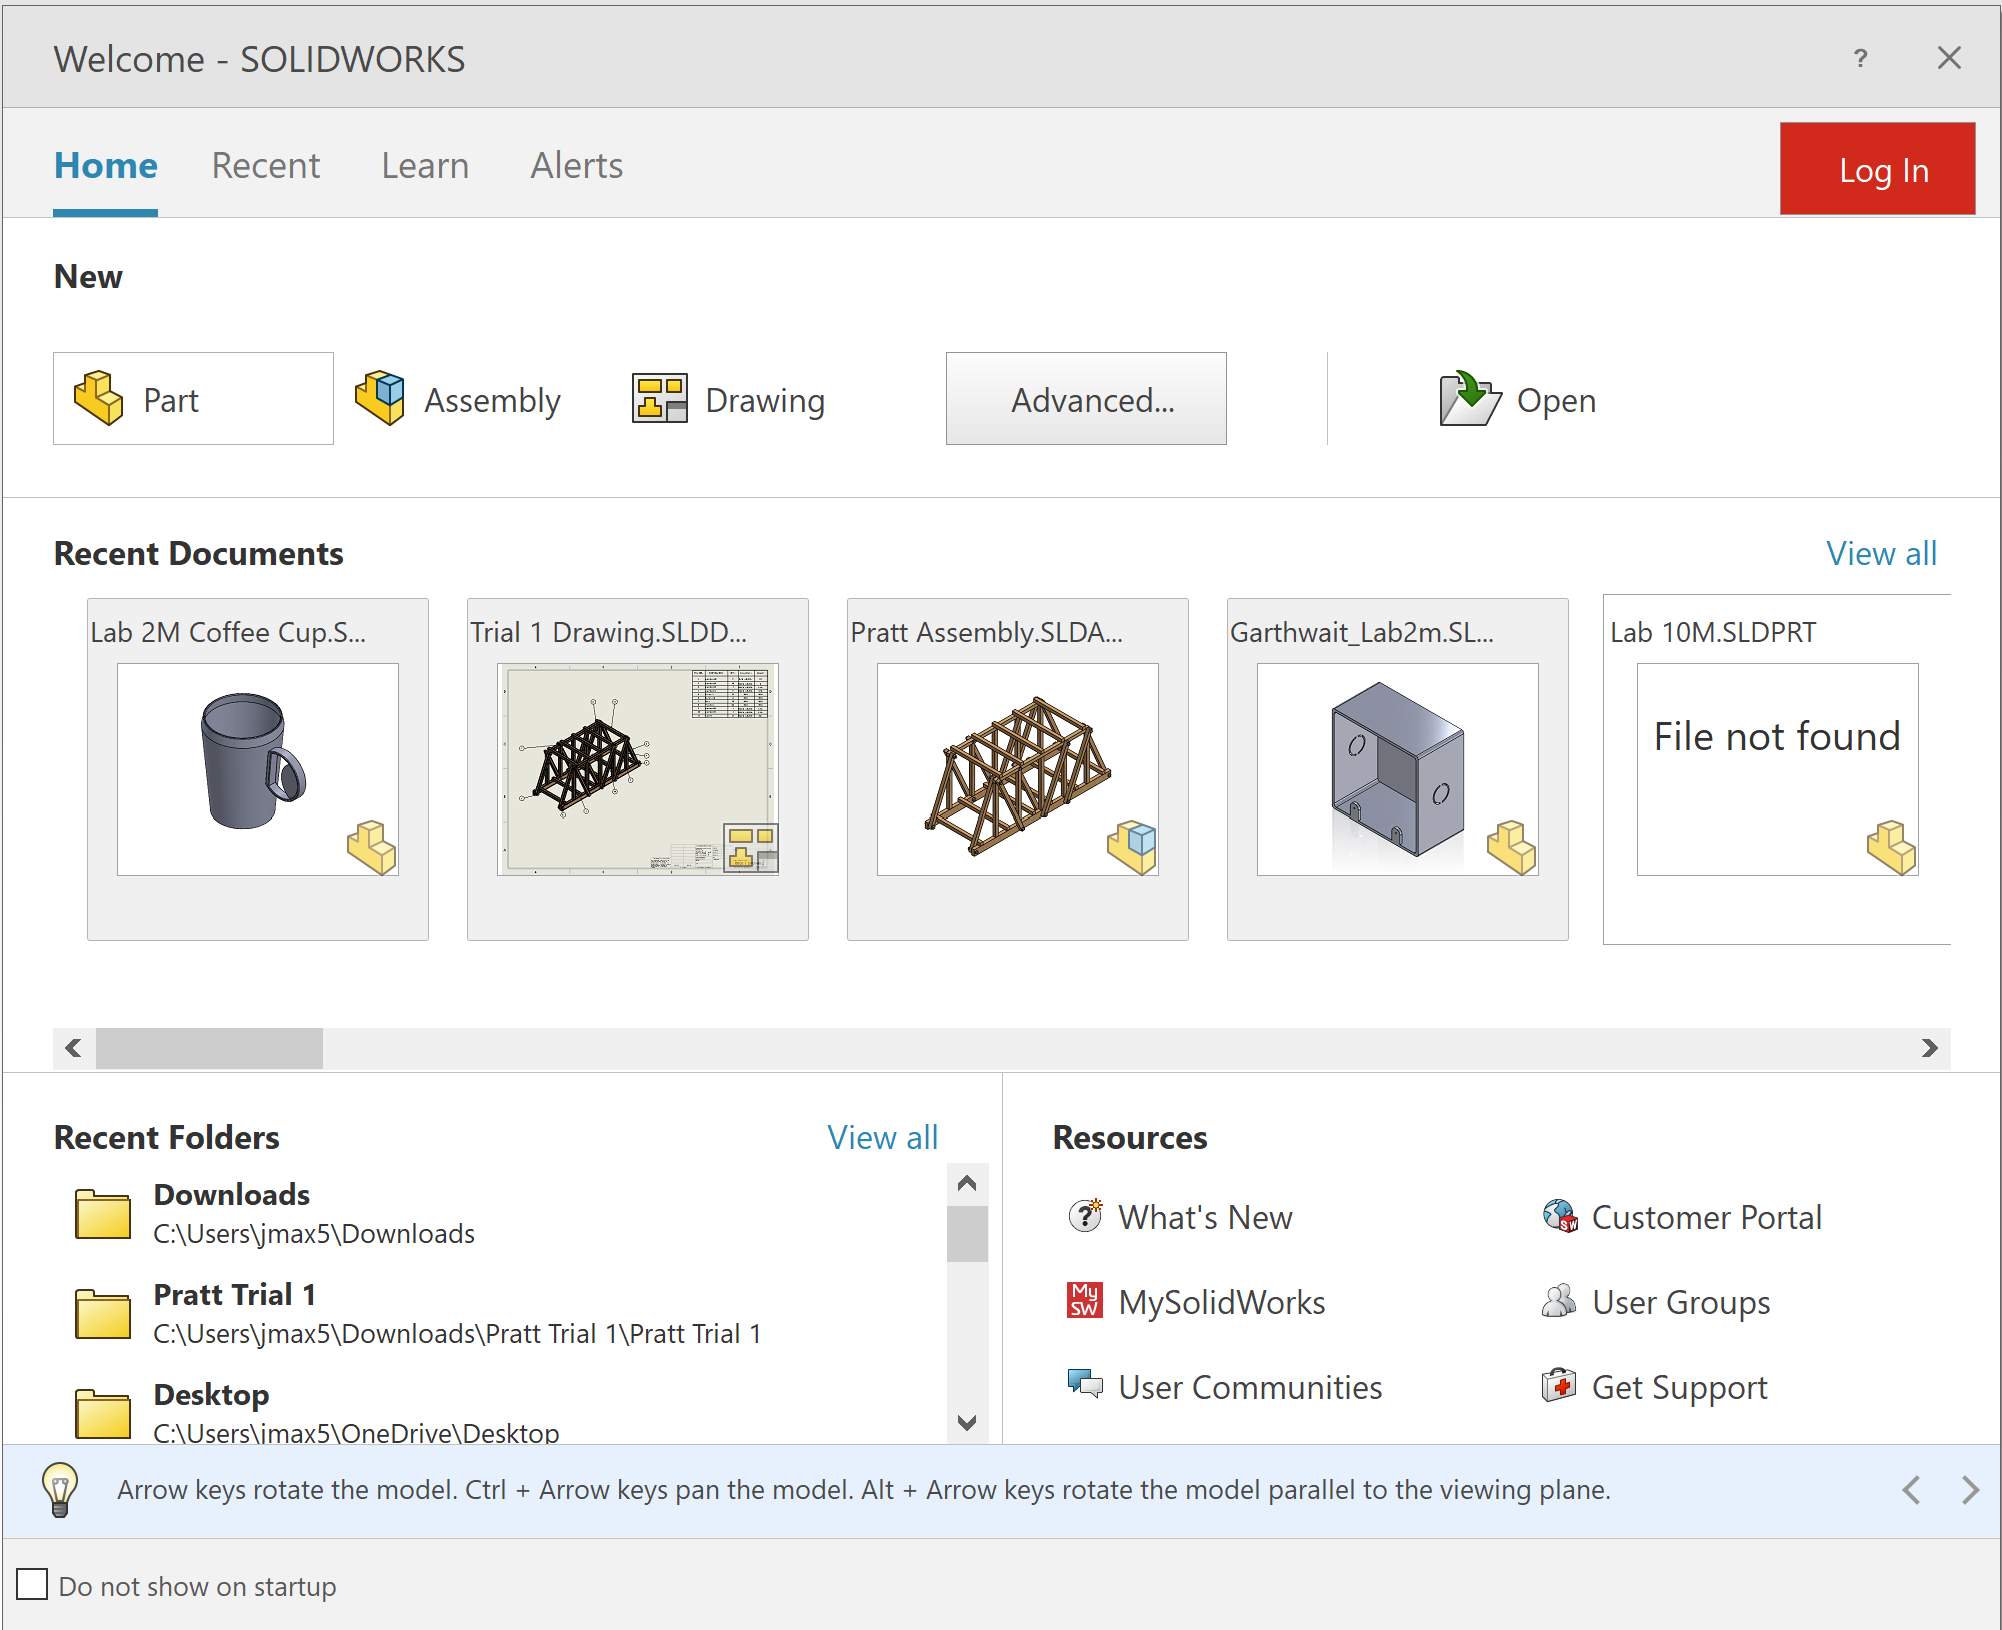 Welcome - SOLIDWORKS
?
Home Recent Learn Alerts
Log In
New
Part Assembly Drawing Advanced... Open
Recent Documents View all
Lab 2M Coffee Cup.S... Trial 1 Drawing.SLDD... Pratt Assembly.SLDA... Garthwait_Lab2m.SL... Lab 10M.SLDPRT
File not found
Recent Folders View all
Downloads
C:\Users\jmax5\Downloads
Pratt Trial 1
C:\Users\jmax5\Downloads\Pratt Trial 1\Pratt Trial 1
Desktop
C:\Users\jmax5\OneDrive\Desktop
Resources
? What's New SW Customer Portal
My SW MySolidWorks User Groups
User Communities Get Support
Arrow keys rotate the model. Ctrl + Arrow keys pan the model. Alt + Arrow keys rotate the model parallel to the viewing plane.
Do not show on startup